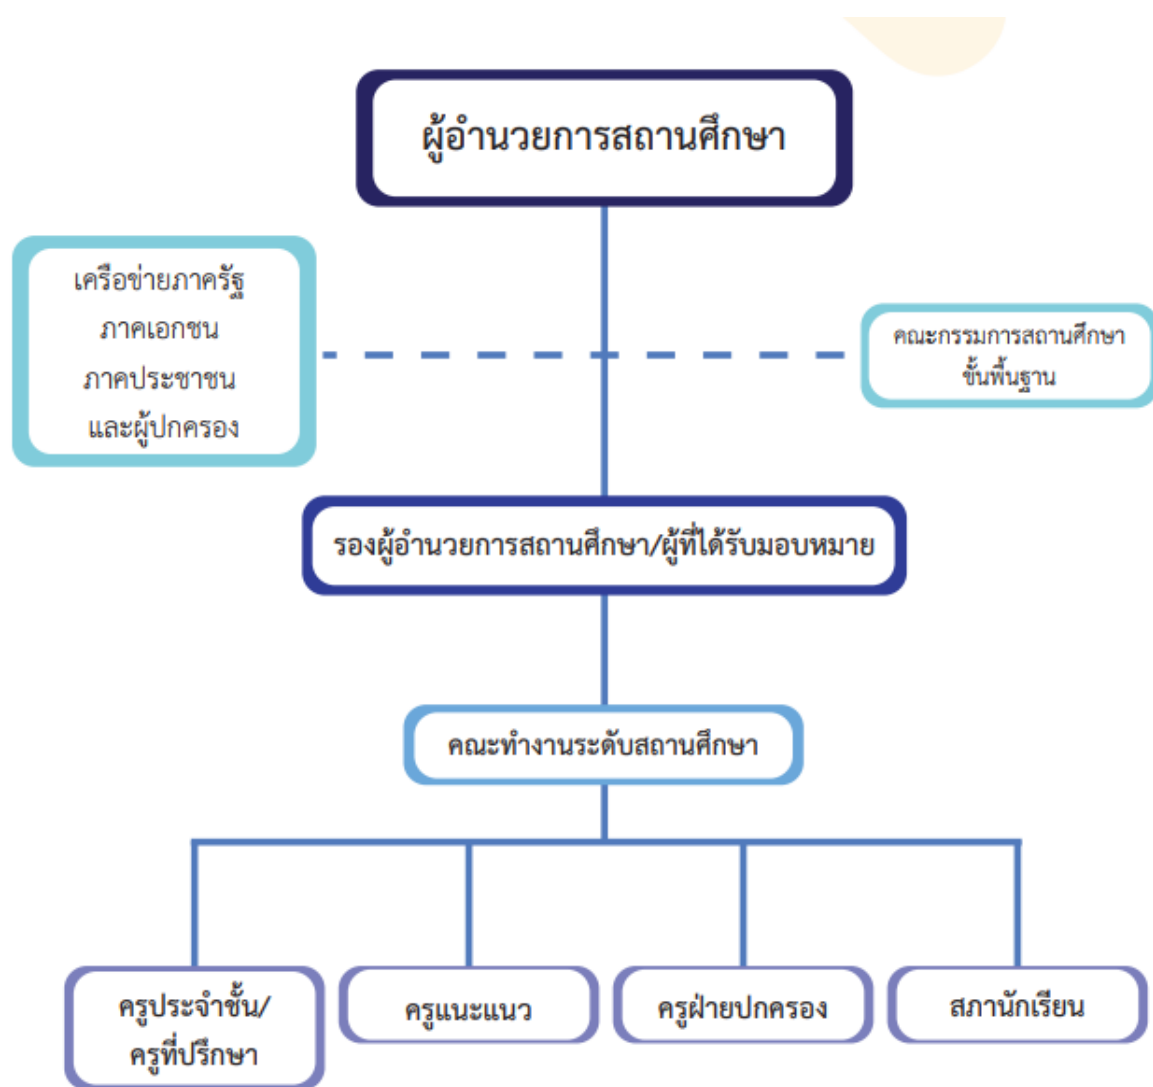 ผู้อำนวยการสถานศึกษา
เครือข่ายภาครัฐ
ภาคเอกชน
ภาคประชาชน
และผู้ปกครอง
คณะกรรมการสถานศึกษา
ขั้นพื้นฐาน
รองผู้อำนวยการสถานศึกษา/ผู้ที่ได้รับมอบหมาย
คณะทำงานระดับสถานศึกษา
ครูประจำชั้น/
ครูที่ปรึกษา
ครูแนะแนว
ครูฝ่ายปกครอง
สภานักเรียน